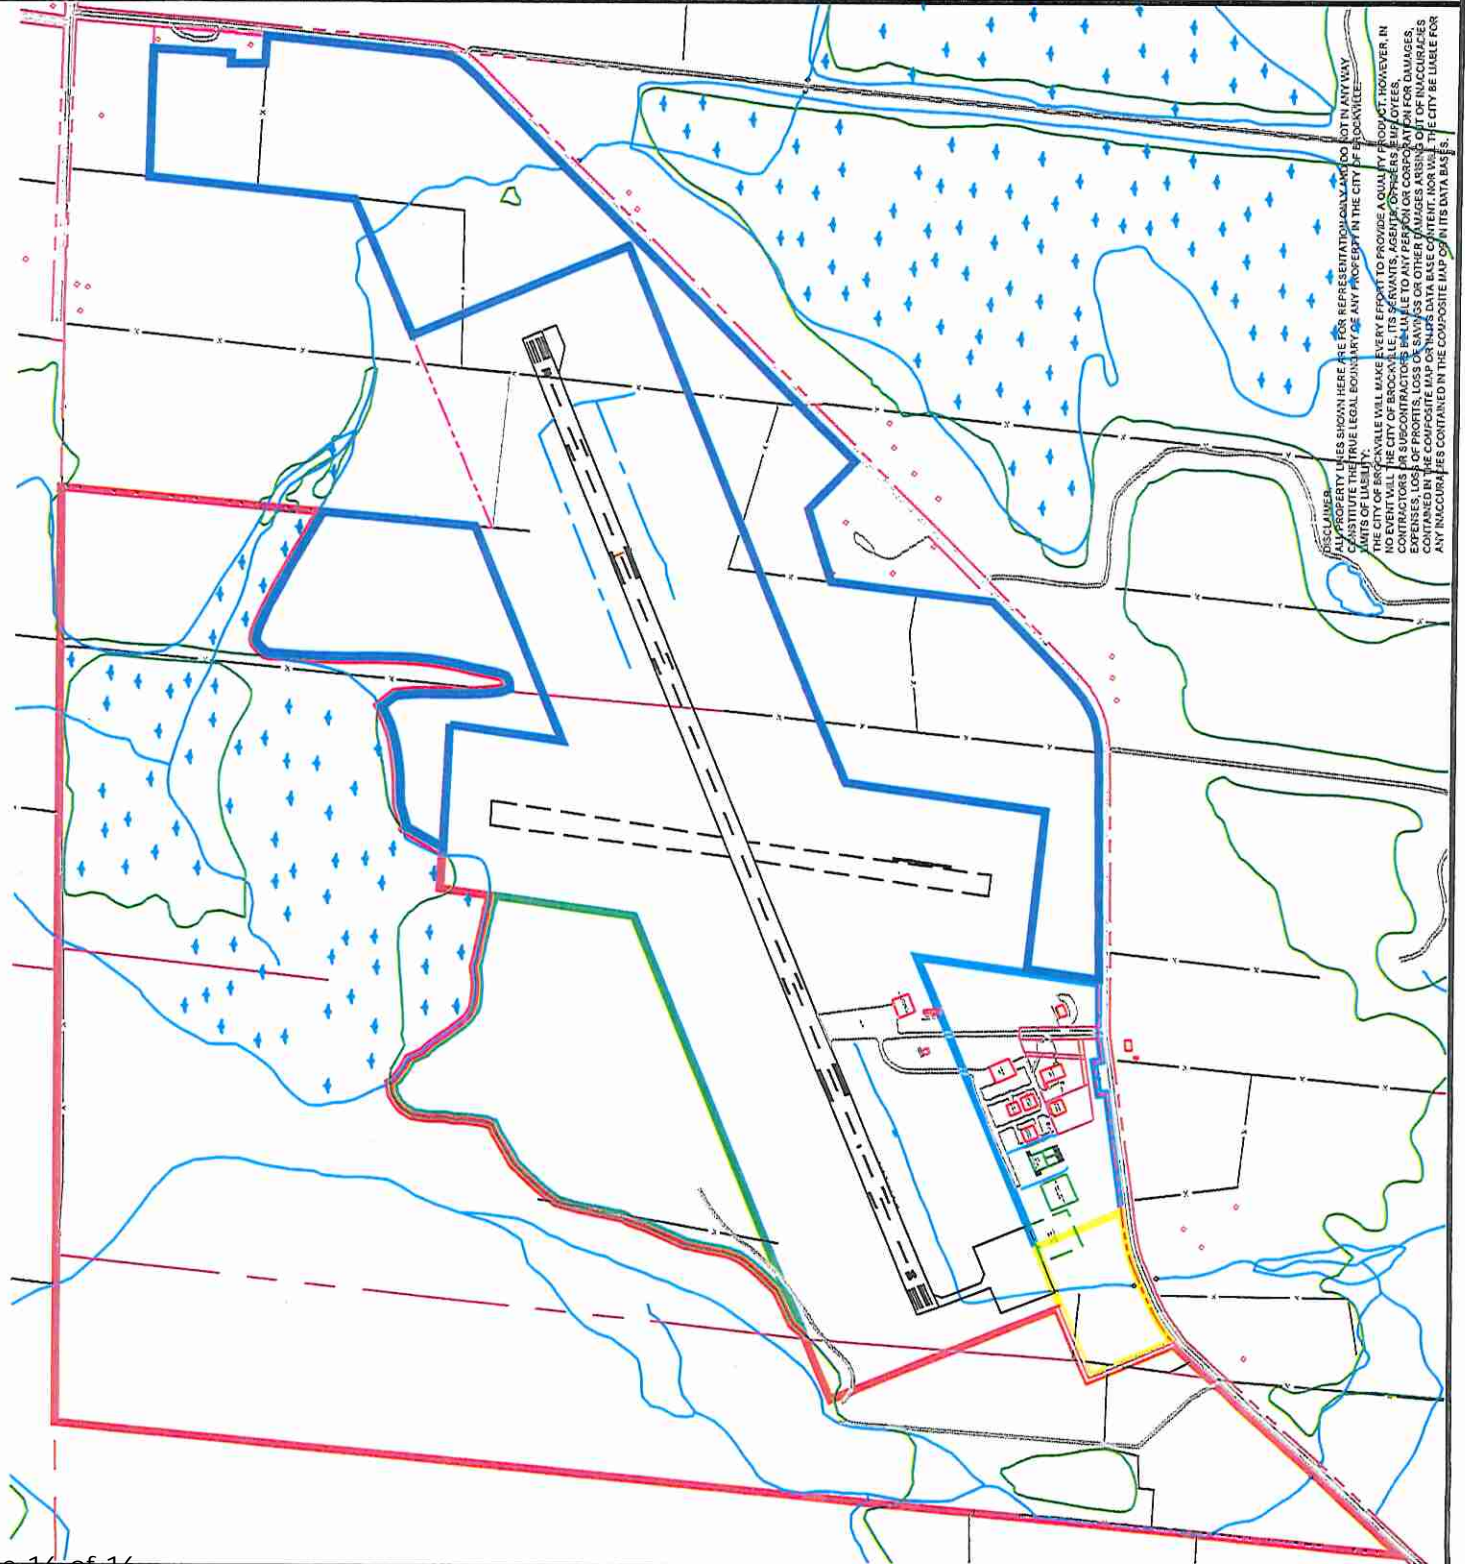 DISCLAIMER
ALL PROPERTY LINES SHOWN HERE ARE FOR REPRESENTATION ONLY AND DO NOT IN ANY WAY
CONSTITUTE THE TRUE LEGAL BOUNDARY OF ANY PROPERTY IN THE CITY OF BROCKVILLE
LIMITS OF LIABILITY:
THE CITY OF BROCKVILLE WILL MAKE EVERY EFFORT TO PROVIDE A QUALITY PRODUCT. HOWEVER, IN
NO EVENT WILL THE CITY OF BROCKVILLE, ITS SERVANTS, AGENTS, OFFICERS, EMPLOYEES,
CONTRACTORS OR SUBCONTRACTORS BE LIABLE TO ANY PERSON OR CORPORATION FOR DAMAGES,
EXPENSES, LOSS OF PROFITS, LOSS OF SAVINGS OR OTHER DAMAGES ARISING OUT OF INACCURACIES
CONTAINED IN THE COMPOSITE MAP OR IN ITS DATA BASE CONTENT. NOR WILL THE CITY BE LIABLE FOR
ANY INACCURACIES CONTAINED IN THE COMPOSITE MAP OR IN ITS DATA BASES.
16 of 16